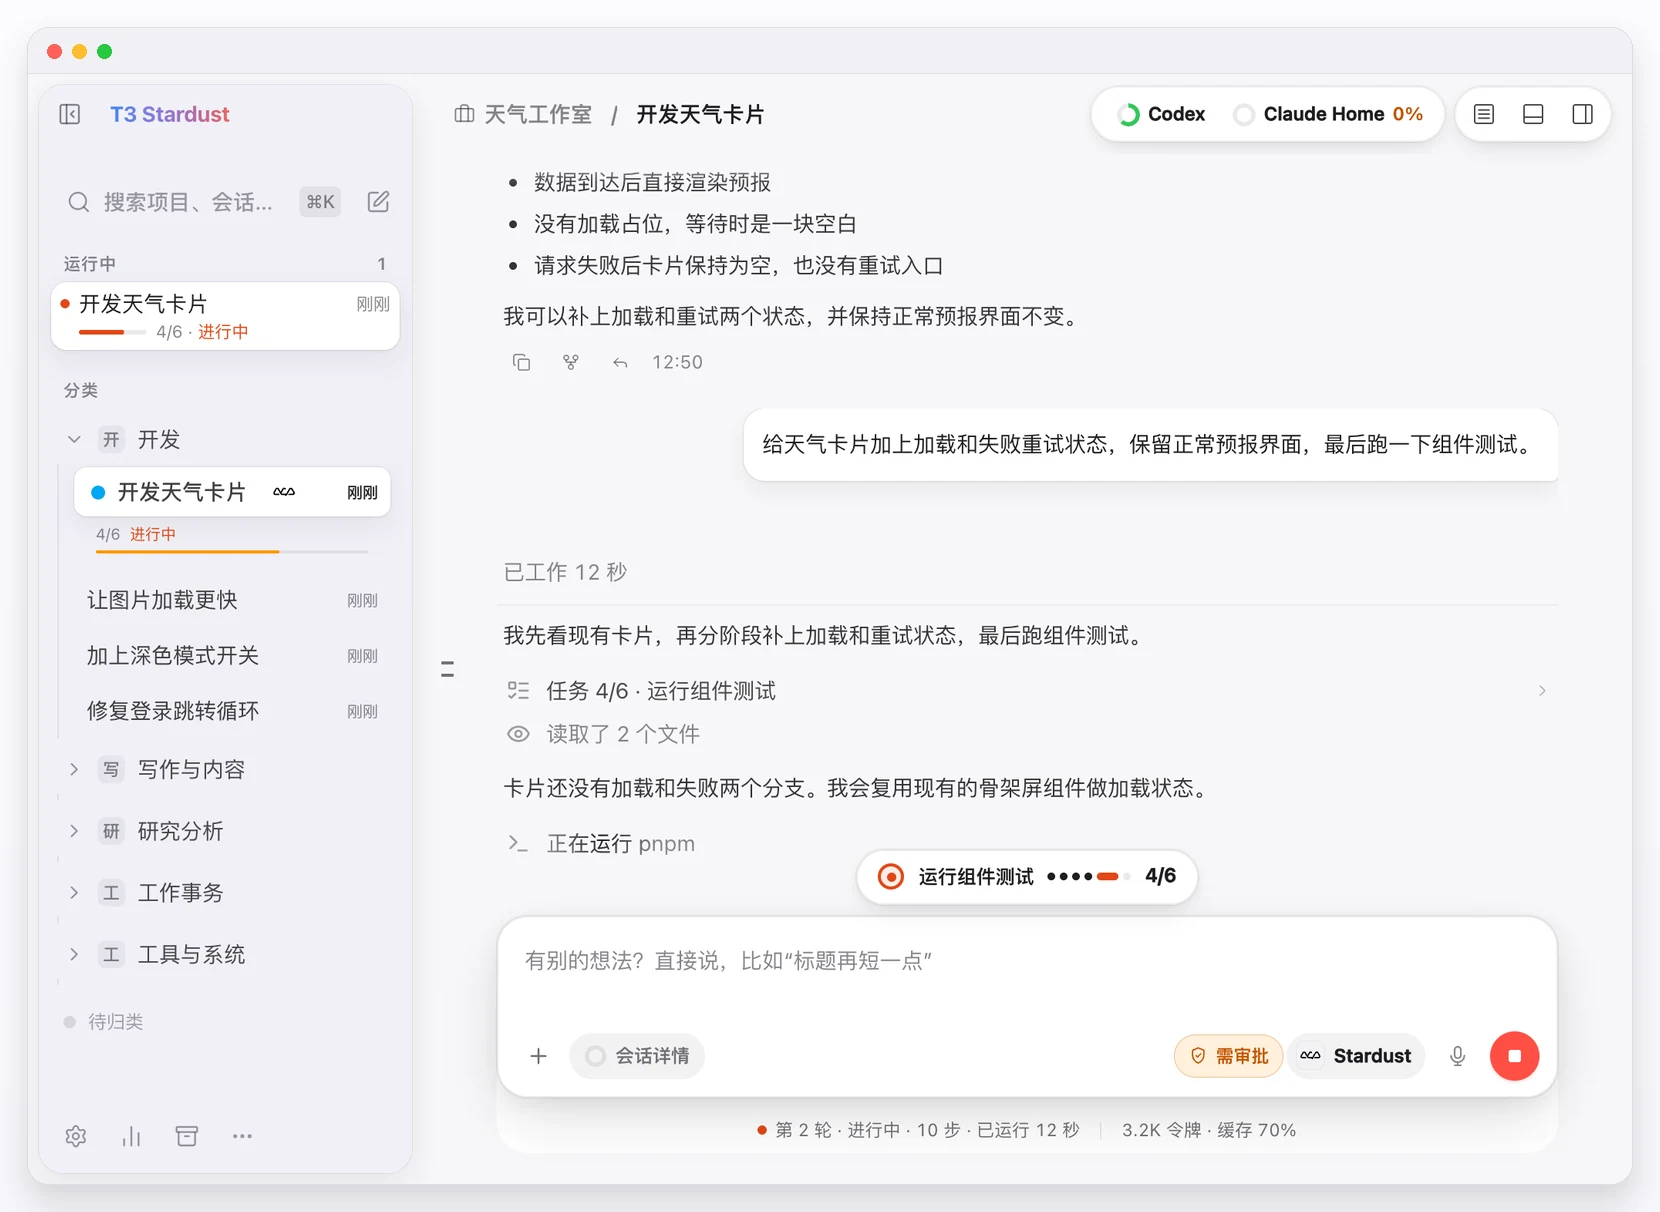 T3 Stardust
搜索项目、会话... ⌘K
运行中 1
开发天气卡片 刚刚
4/6 · 进行中
分类
开 开发
开发天气卡片 刚刚
4/6 进行中
让图片加载更快 刚刚
加上深色模式开关 刚刚
修复登录跳转循环 刚刚
写 写作与内容
研 研究分析
工 工作事务
工 工具与系统
待归类
天气工作室 / 开发天气卡片
Codex Claude Home 0%
• 数据到达后直接渲染预报
• 没有加载占位，等待时是一块空白
• 请求失败后卡片保持为空，也没有重试入口
我可以补上加载和重试两个状态，并保持正常预报界面不变。
12:50
给天气卡片加上加载和失败重试状态，保留正常预报界面，最后跑一下组件测试。
已工作 12 秒
我先看现有卡片，再分阶段补上加载和重试状态，最后跑组件测试。
任务 4/6 · 运行组件测试
读取了 2 个文件
卡片还没有加载和失败两个分支。我会复用现有的骨架屏组件做加载状态。
正在运行 pnpm
运行组件测试 4/6
有别的想法？直接说，比如“标题再短一点”
会话详情 需审批 Stardust
第 2 轮 · 进行中 · 10 步 · 已运行 12 秒 3.2K 令牌 · 缓存 70%